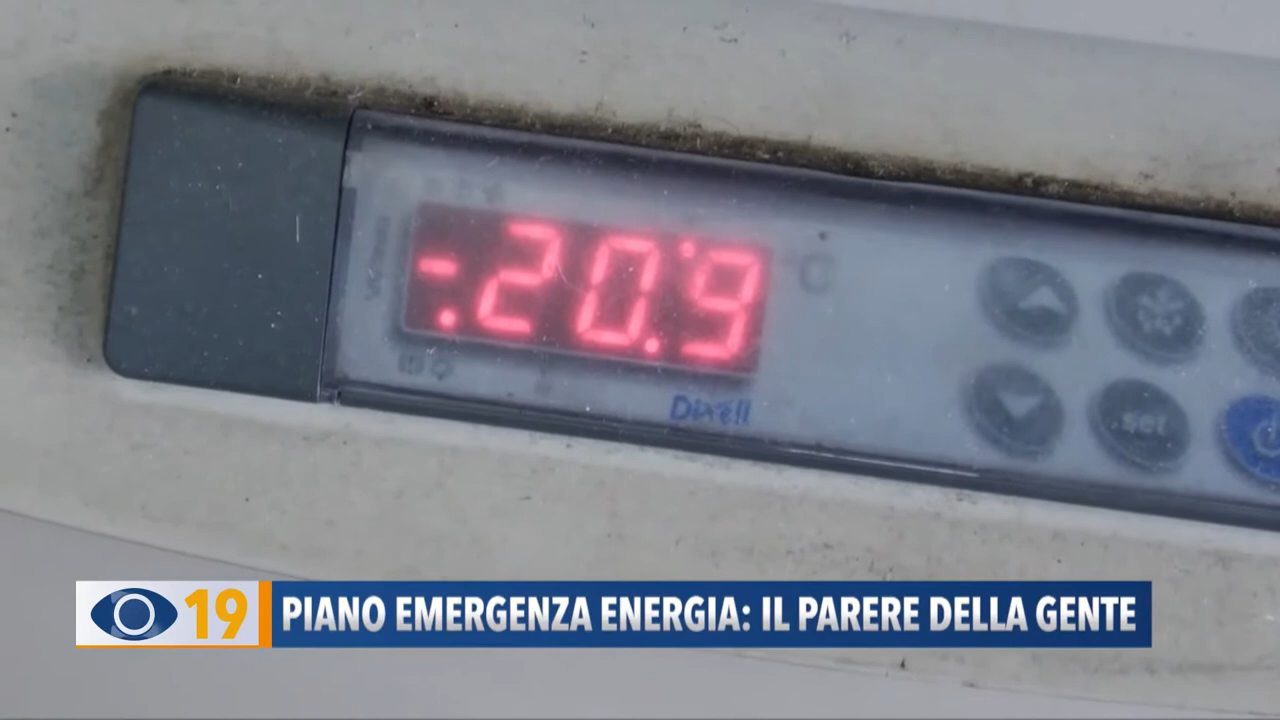 -20.9
°C
Dixell
set
19
PIANO EMERGENZA ENERGIA: IL PARERE DELLA GENTE